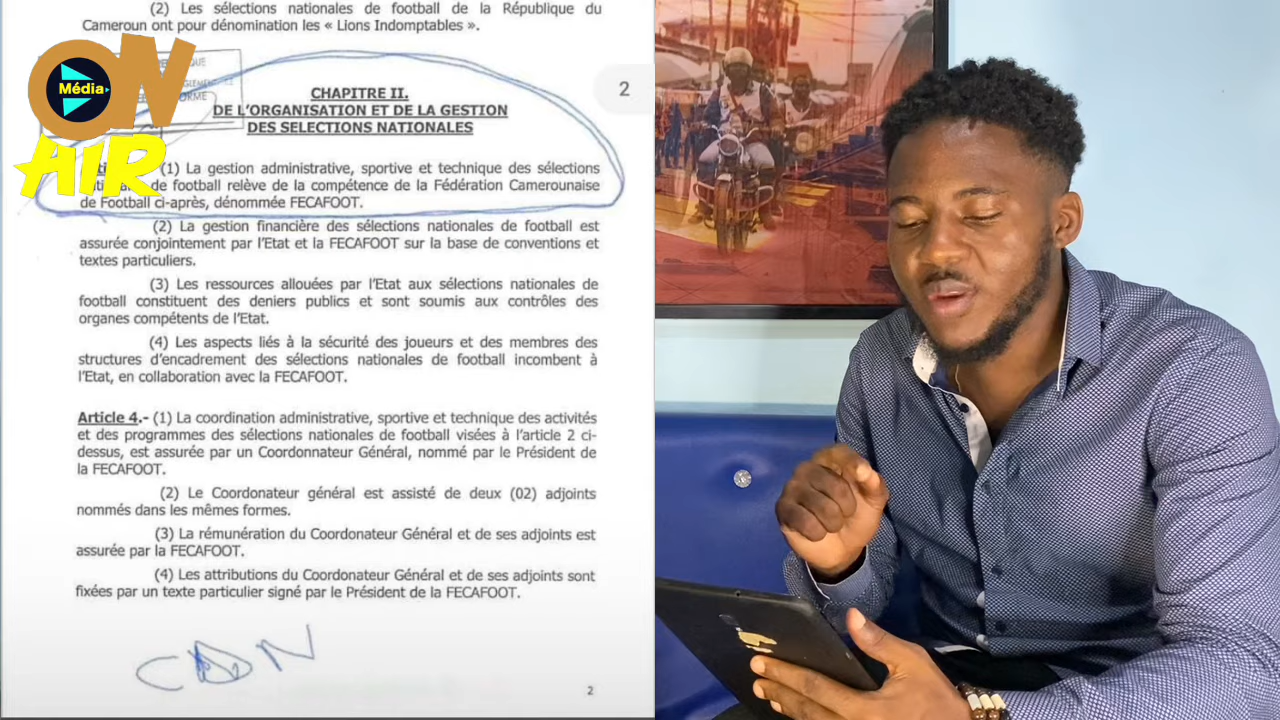 (2) Les sélections nationales de football de la République du
Cameroun ont pour dénomination les « Lions Indomptables ».
ON
Média
AIR
2
CHAPITRE II.
DE L'ORGANISATION ET DE LA GESTION
DES SELECTIONS NATIONALES
(1) La gestion administrative, sportive et technique des sélections
de football relève de la compétence de la Fédération Camerounaise
de Football ci-après, dénommée FECAFOOT.
(2) La gestion financière des sélections nationales de football est
assurée conjointement par l'Etat et la FECAFOOT sur la base de conventions et
textes particuliers.
(3) Les ressources allouées par l'Etat aux sélections nationales de
football constituent des deniers publics et sont soumis aux contrôles des
organes compétents de l'Etat.
(4) Les aspects liés à la sécurité des joueurs et des membres des
structures d'encadrement des sélections nationales de football incombent à
l'Etat, en collaboration avec la FECAFOOT.
Article 4.- (1) La coordination administrative, sportive et technique des activités
et des programmes des sélections nationales de football visées à l'article 2 ci-
dessus, est assurée par un Coordonnateur Général, nommé par le Président de
la FECAFOOT.
(2) Le Coordonateur général est assisté de deux (02) adjoints
nommés dans les mêmes formes.
(3) La rémunération du Coordonateur Général et de ses adjoints est
assurée par la FECAFOOT.
(4) Les attributions du Coordonateur Général et de ses adjoints sont
fixées par un texte particulier signé par le Président de la FECAFOOT.
2